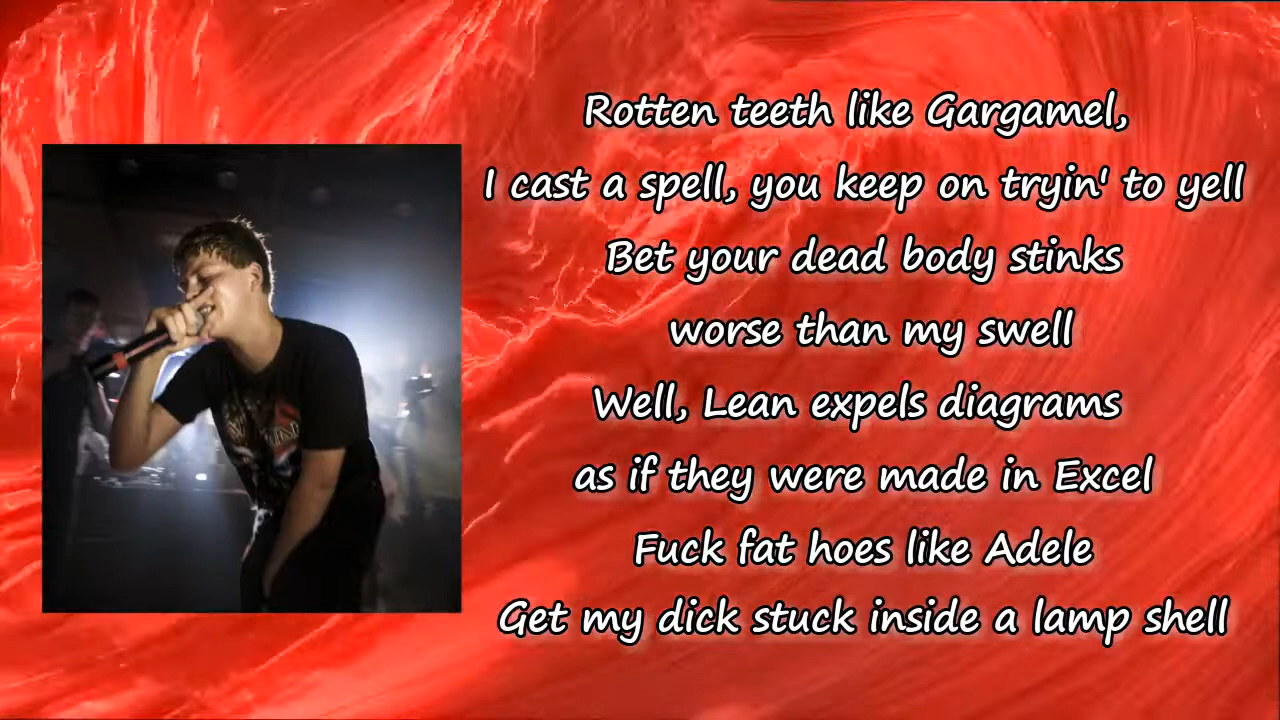 Rotten teeth like Gargamel,
I cast a spell, you keep on tryin' to yell
Bet your dead body stinks
worse than my swell
Well, Lean expels diagrams
as if they were made in Excel
Fuck fat hoes like Adele
Get my dick stuck inside a lamp shell